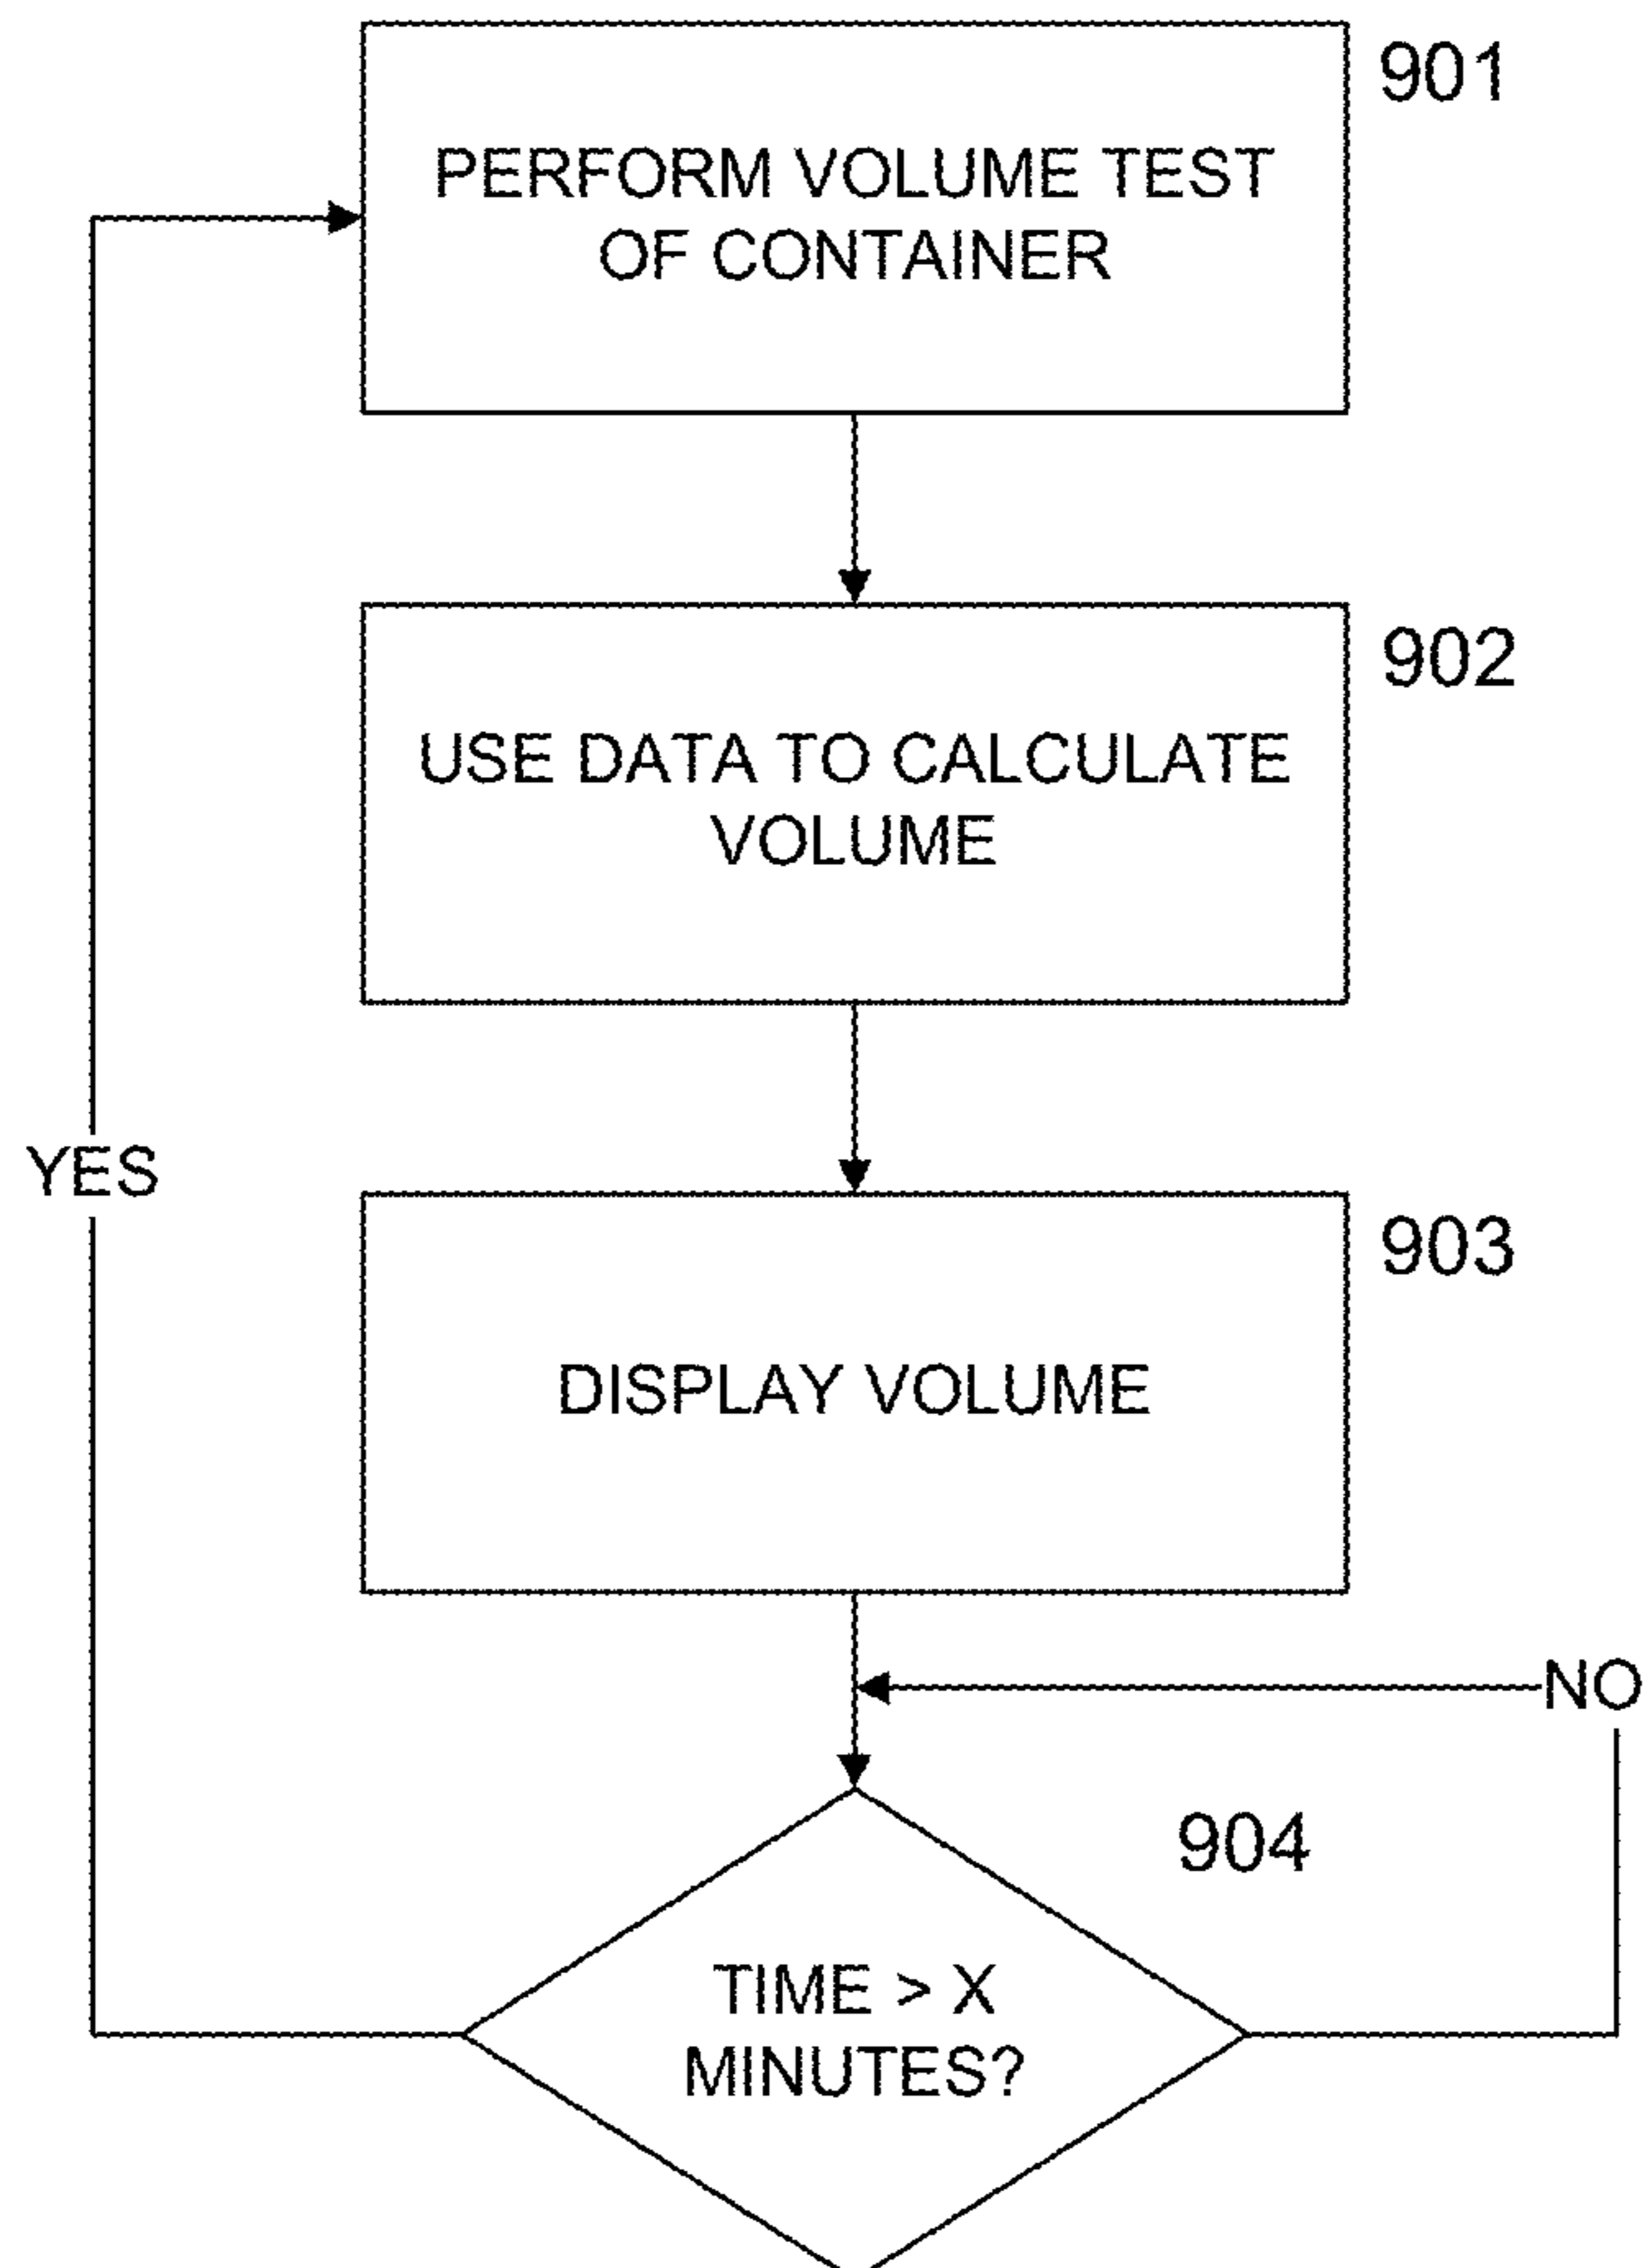 901
PERFORM VOLUME TEST
OF CONTAINER
902
USE DATA TO CALCULATE
VOLUME
YES
903
DISPLAY VOLUME
NO
904
TIME > X
MINUTES?